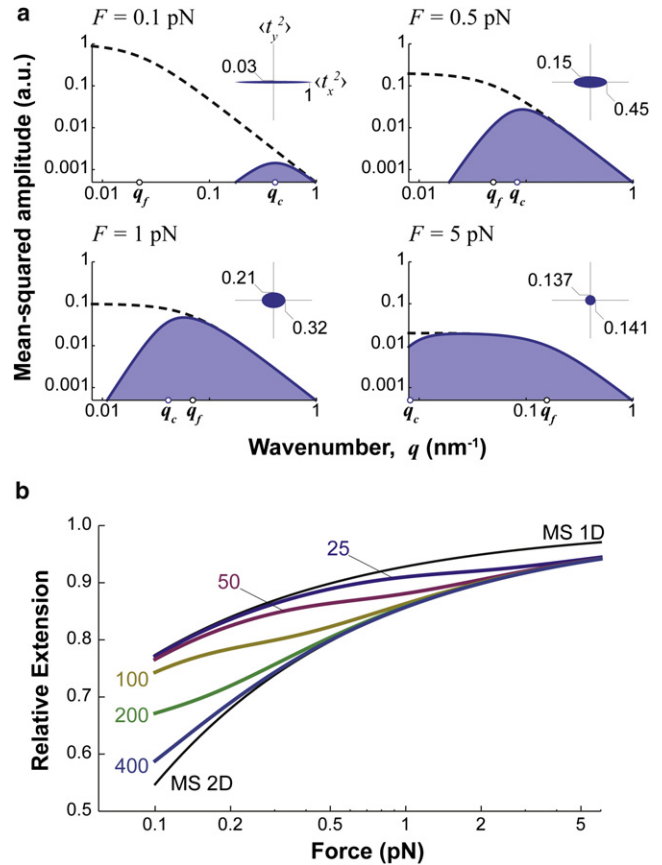 a
F = 0.1 pN
F = 0.5 pN
⟨t_y^2⟩
⟨t_x^2⟩
0.03
1
0.15
0.45
1
0.1
0.01
0.001
1
0.1
0.01
0.001
0.01
q_f
0.1
q_c
1
0.01
q_f
q_c
1
F = 1 pN
F = 5 pN
0.21
0.32
0.137
0.141
1
0.1
0.01
0.001
1
0.1
0.01
0.001
0.01
q_c
q_f
1
q_c
0.1
q_f
1
Mean-squared amplitude (a.u.)
Wavenumber, q (nm⁻¹)
b
1.0
0.9
0.8
0.7
0.6
0.5
MS 1D
25
50
100
200
400
MS 2D
0.1
0.2
0.5
1
2
5
Relative Extension
Force (pN)